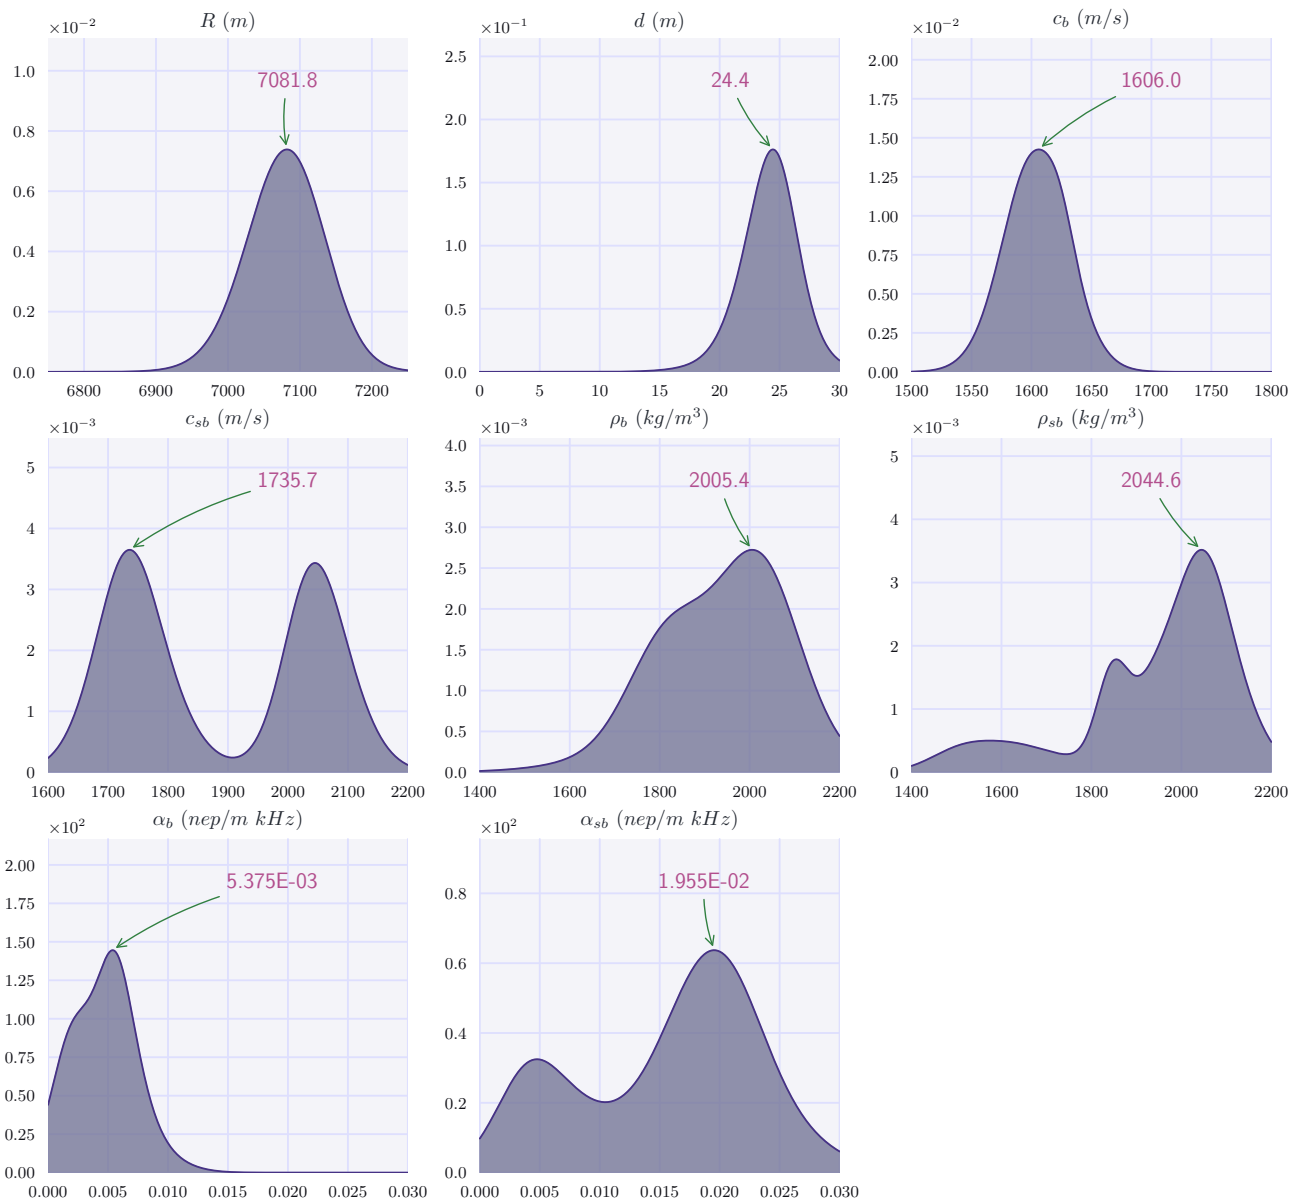 ×10⁻² R (m) ×10⁻¹ d (m) ×10⁻² c_b (m/s)
1.0 0.8 0.6 0.4 0.2 0.0
7081.8
6800 6900 7000 7100 7200
2.5 2.0 1.5 1.0 0.5 0.0
24.4
0 5 10 15 20 25 30
2.00 1.75 1.50 1.25 1.00 0.75 0.50 0.25 0.00
1606.0
1500 1550 1600 1650 1700 1750 1800
×10⁻³ c_sb (m/s) ×10⁻³ ρ_b (kg/m³) ×10⁻³ ρ_sb (kg/m³)
5 4 3 2 1 0
1735.7
1600 1700 1800 1900 2000 2100 2200
4.0 3.5 3.0 2.5 2.0 1.5 1.0 0.5 0.0
2005.4
1400 1600 1800 2000 2200
5 4 3 2 1 0
2044.6
1400 1600 1800 2000 2200
×10² α_b (nep/m kHz) ×10² α_sb (nep/m kHz)
2.00 1.75 1.50 1.25 1.00 0.75 0.50 0.25 0.00
5.375E-03
0.000 0.005 0.010 0.015 0.020 0.025 0.030
0.8 0.6 0.4 0.2 0.0
1.955E-02
0.000 0.005 0.010 0.015 0.020 0.025 0.030